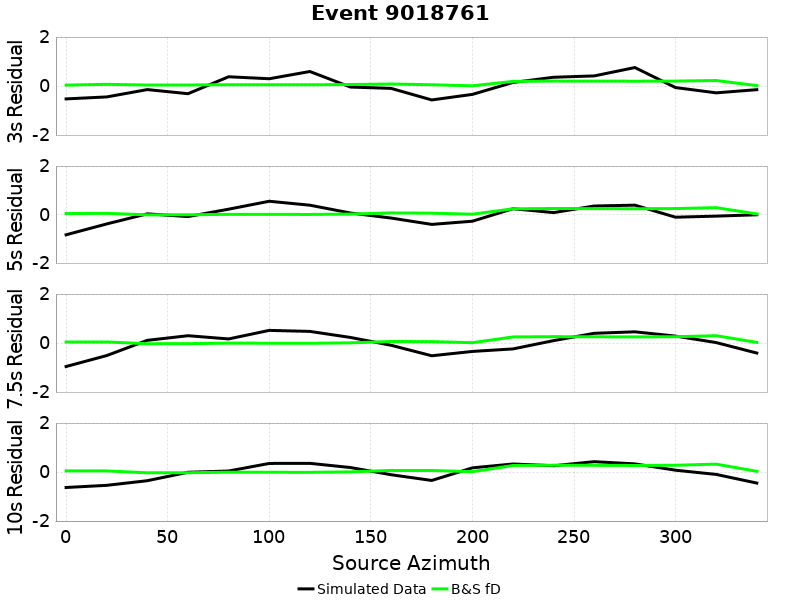 Event 9018761
3s Residual
2
0
-2
5s Residual
2
0
-2
7.5s Residual
2
0
-2
10s Residual
2
0
-2
0 50 100 150 200 250 300
Source Azimuth
Simulated Data B&S fD